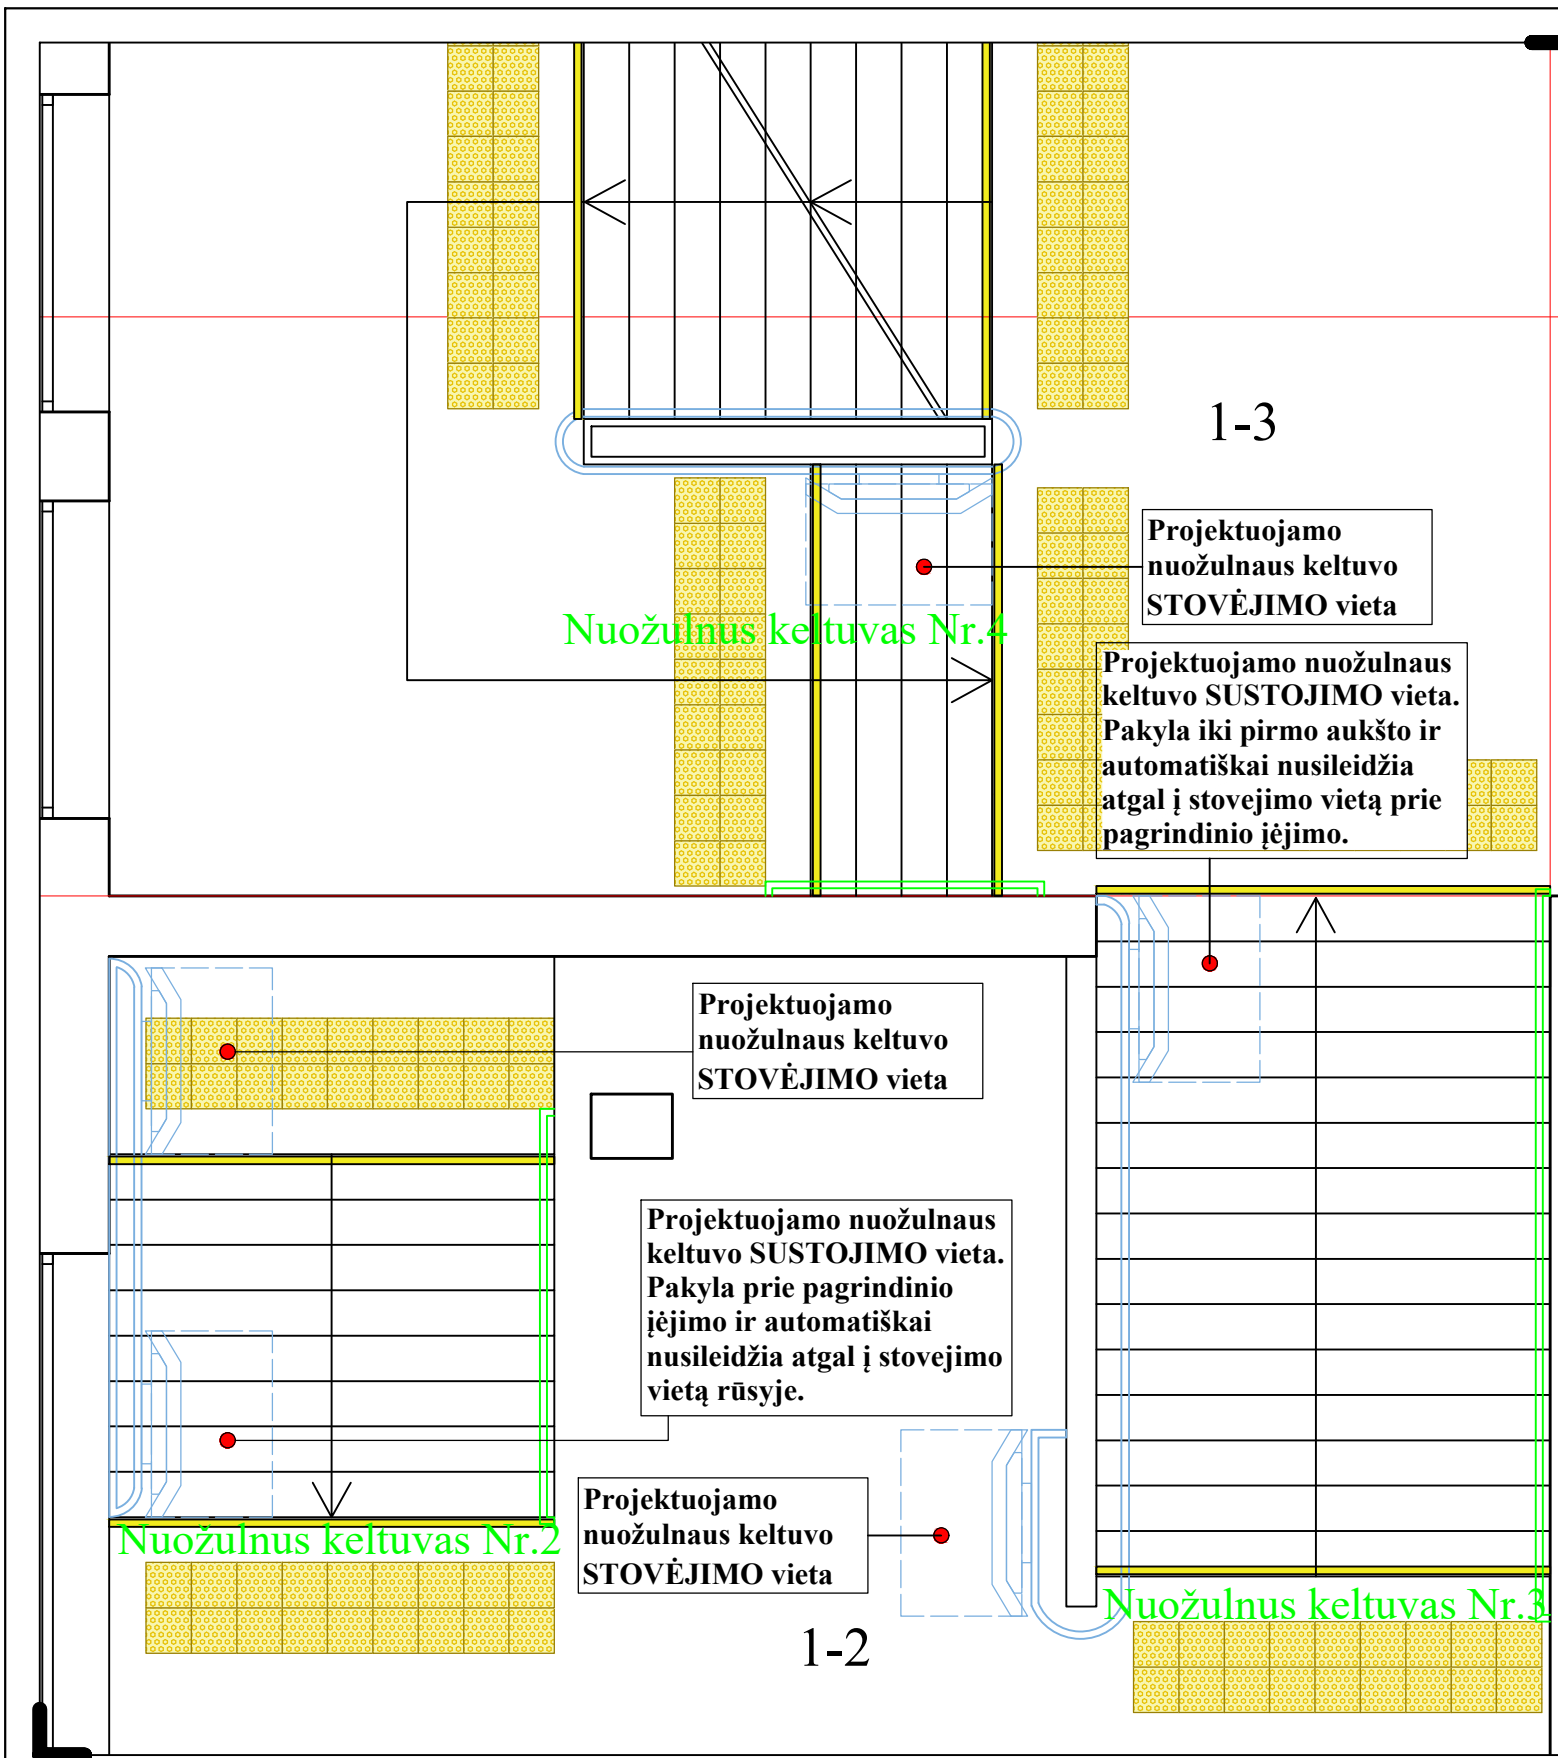 1-3
Projektuojamo
nuožulnaus keltuvo
STOVĖJIMO vieta
Nuožulnus keltuvas Nr.4
Projektuojamo nuožulnaus
keltuvo SUSTOJIMO vieta.
Pakyla iki pirmo aukšto ir
automatiškai nusileidžia
atgal į stovejimo vietą prie
pagrindinio įėjimo.
Projektuojamo
nuožulnaus keltuvo
STOVĖJIMO vieta
Projektuojamo nuožulnaus
keltuvo SUSTOJIMO vieta.
Pakyla prie pagrindinio
įėjimo ir automatiškai
nusileidžia atgal į stovejimo
vietą rūsyje.
Projektuojamo
nuožulnaus keltuvo
STOVĖJIMO vieta
Nuožulnus keltuvas Nr.2
Nuožulnus keltuvas Nr.3
1-2